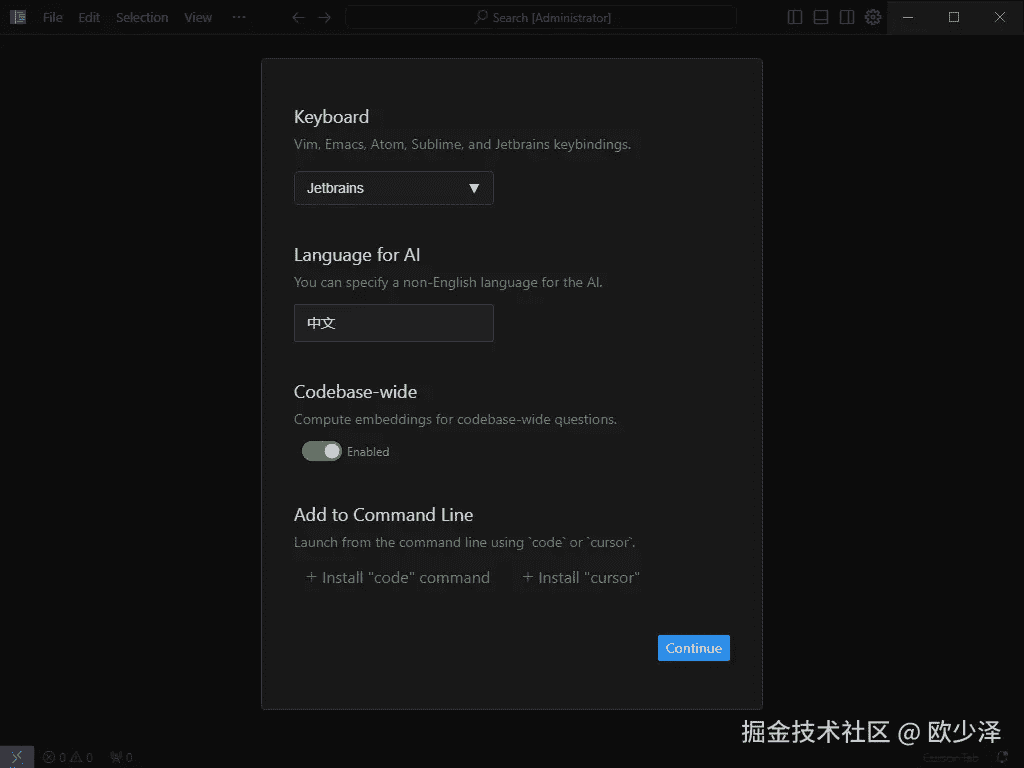 File Edit Selection View ··· ← → Search [Administrator]
Keyboard
Vim, Emacs, Atom, Sublime, and Jetbrains keybindings.
Jetbrains ▼
Language for AI
You can specify a non-English language for the AI.
中文
Codebase-wide
Compute embeddings for codebase-wide questions.
Enabled
Add to Command Line
Launch from the command line using `code` or `cursor`.
+ Install "code" command + Install "cursor"
Continue
掘金技术社区 @ 欧少泽
0 0 0 Cursor Tab